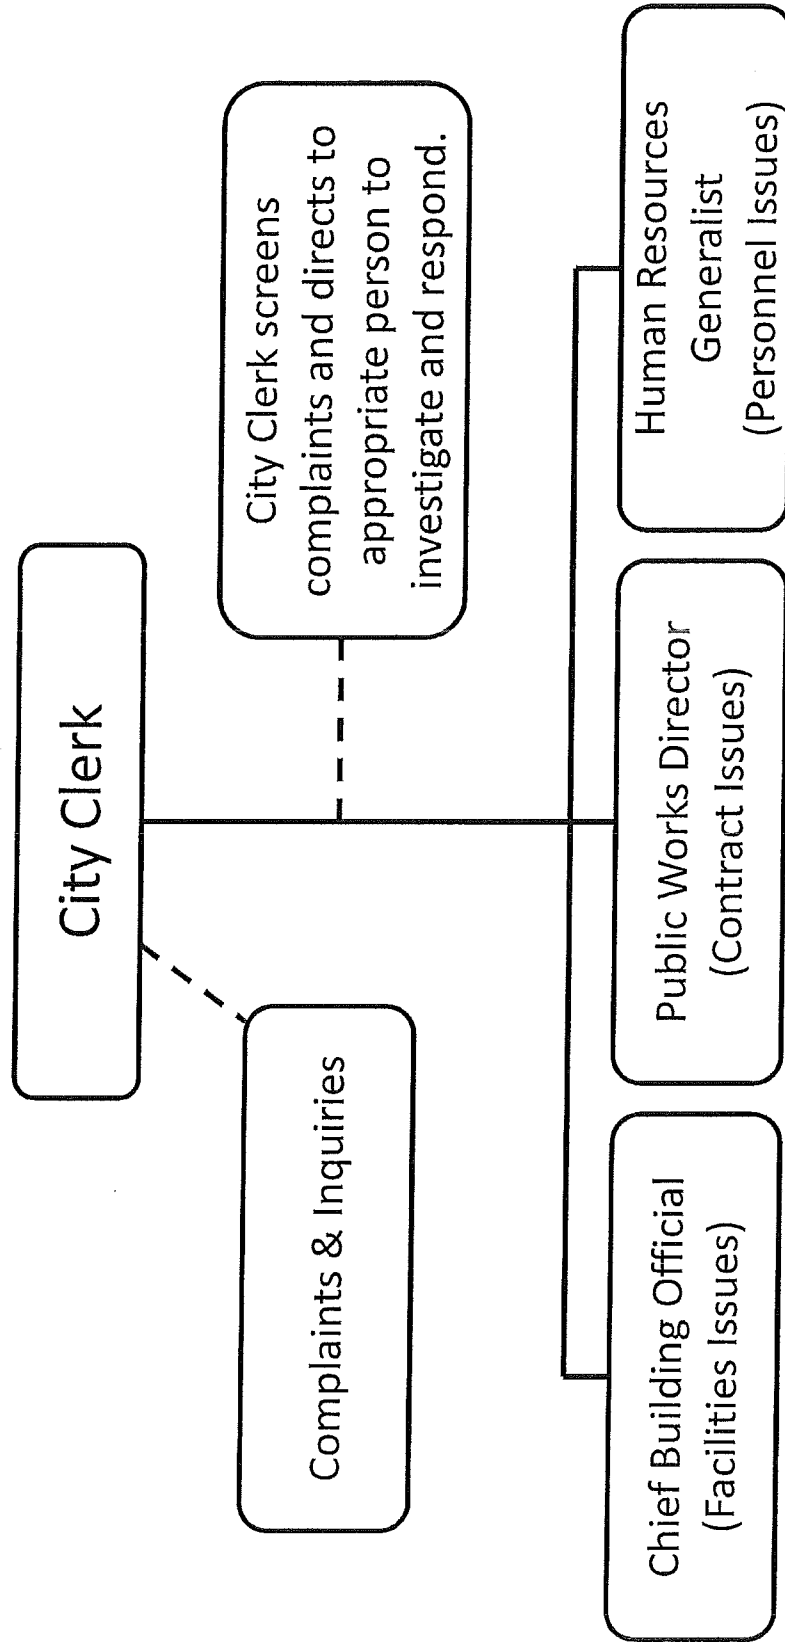 City Clerk
Complaints & Inquiries
City Clerk screens
complaints and directs to
appropriate person to
investigate and respond.
Chief Building Official
(Facilities Issues)
Public Works Director
(Contract Issues)
Human Resources
Generalist
(Personnel Issues)